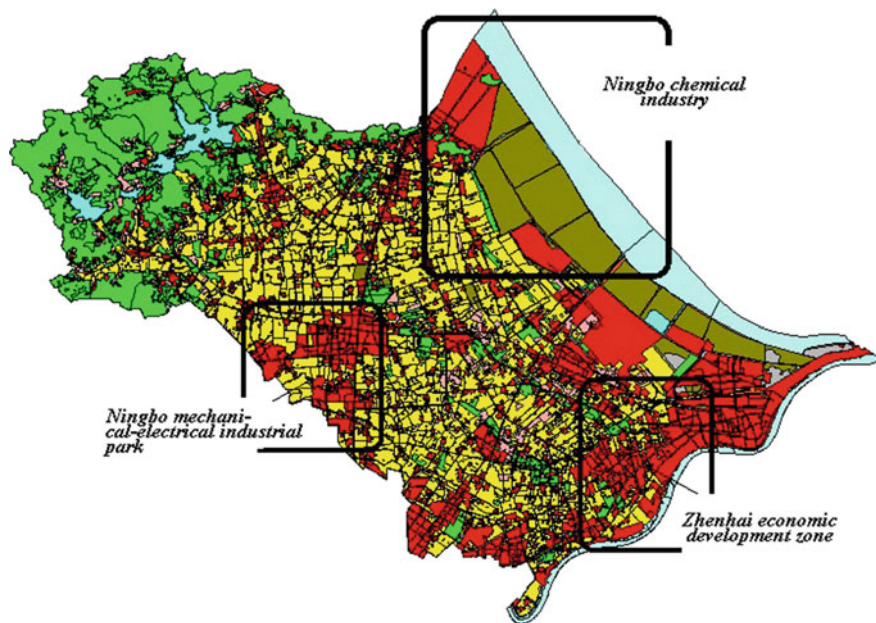 Ningbo chemical
industry
Ningbo mechani-
cal-electrical industrial
park
Zhenhai economic
development zone